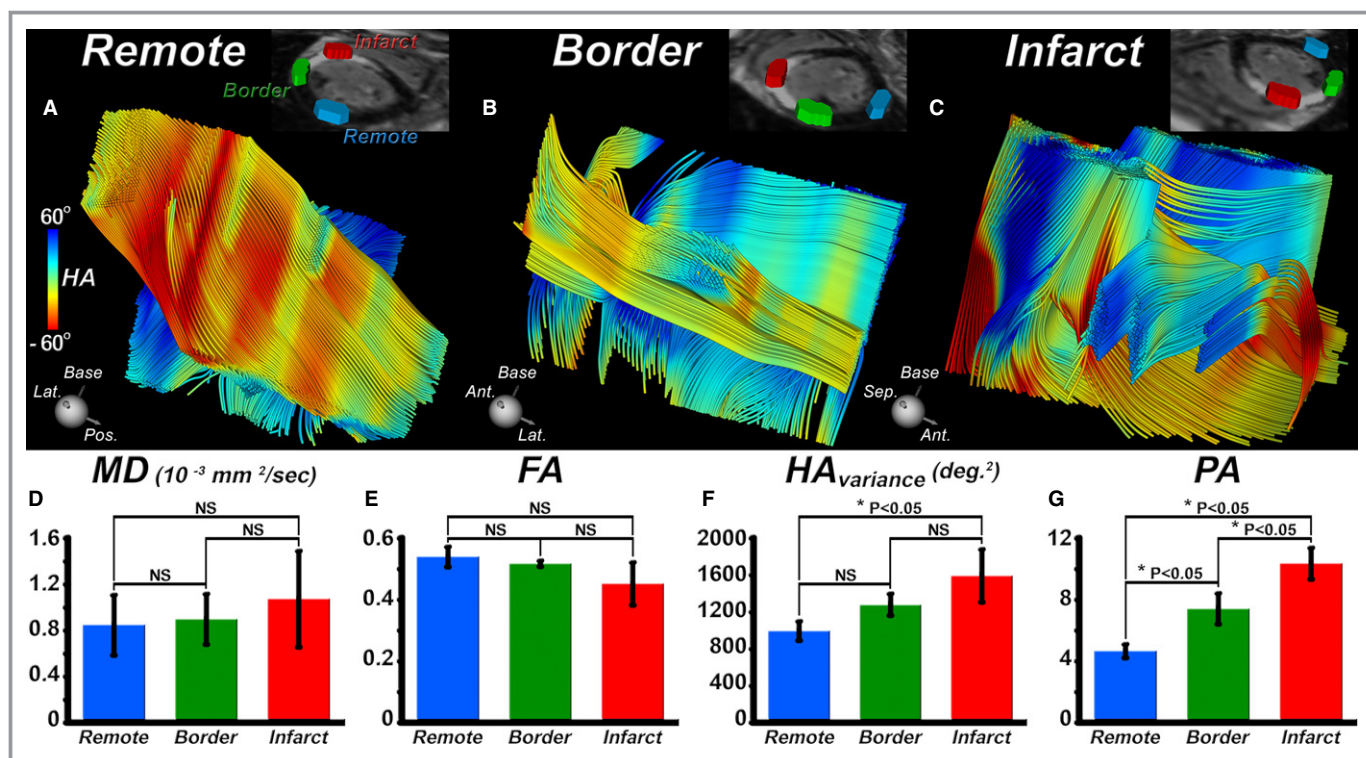 Remote
Infarct
Border
Remote
A
60°
HA
-60°
Lat.
Base
Pos.
Border
B
Ant.
Base
Lat.
Infarct
C
Sep.
Base
Ant.
MD (10 -3 mm 2/sec)
D
NS
NS
NS
1.6
1.2
0.8
0.4
0
Remote Border Infarct
FA
E
NS
NS NS
0.6
0.4
0.2
0
Remote Border Infarct
HAvariance (deg.2)
F
* P<0.05
NS
NS
2000
1600
1200
800
400
0
Remote Border Infarct
PA
G
* P<0.05
* P<0.05
* P<0.05
12
8
4
0
Remote Border Infarct